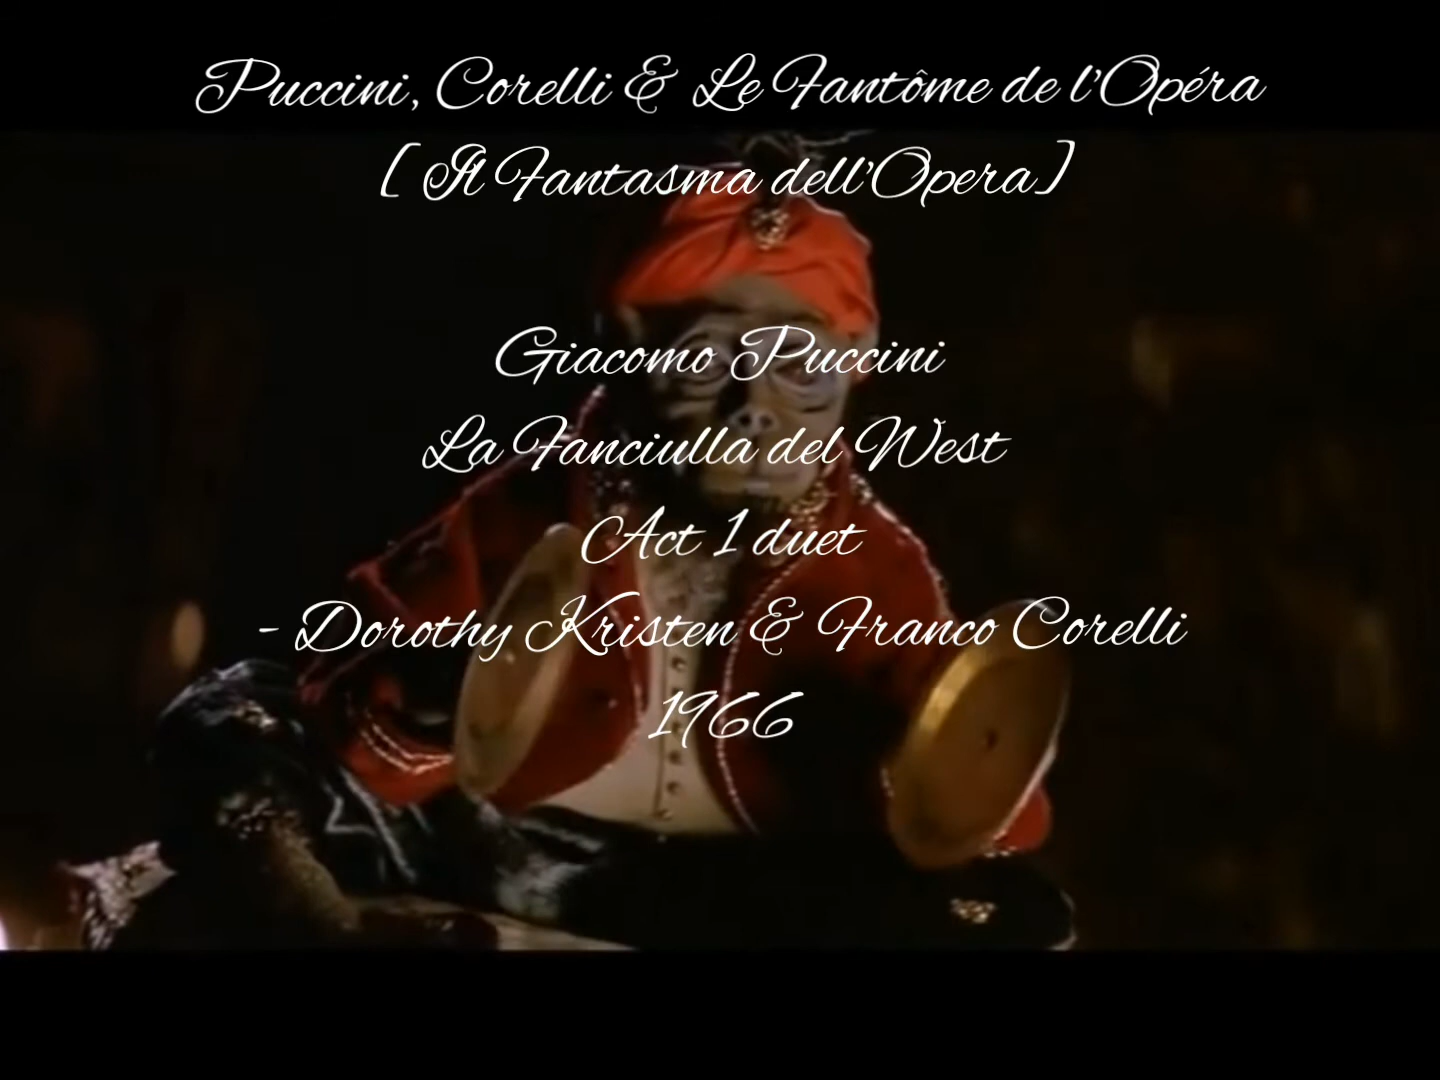 Puccini, Corelli & Le Fantôme de l'Opéra
[ Il Fantasma dell'Opera]
Giacomo Puccini
La Fanciulla del West
Act 1 duet
- Dorothy Kristen & Franco Corelli
1966